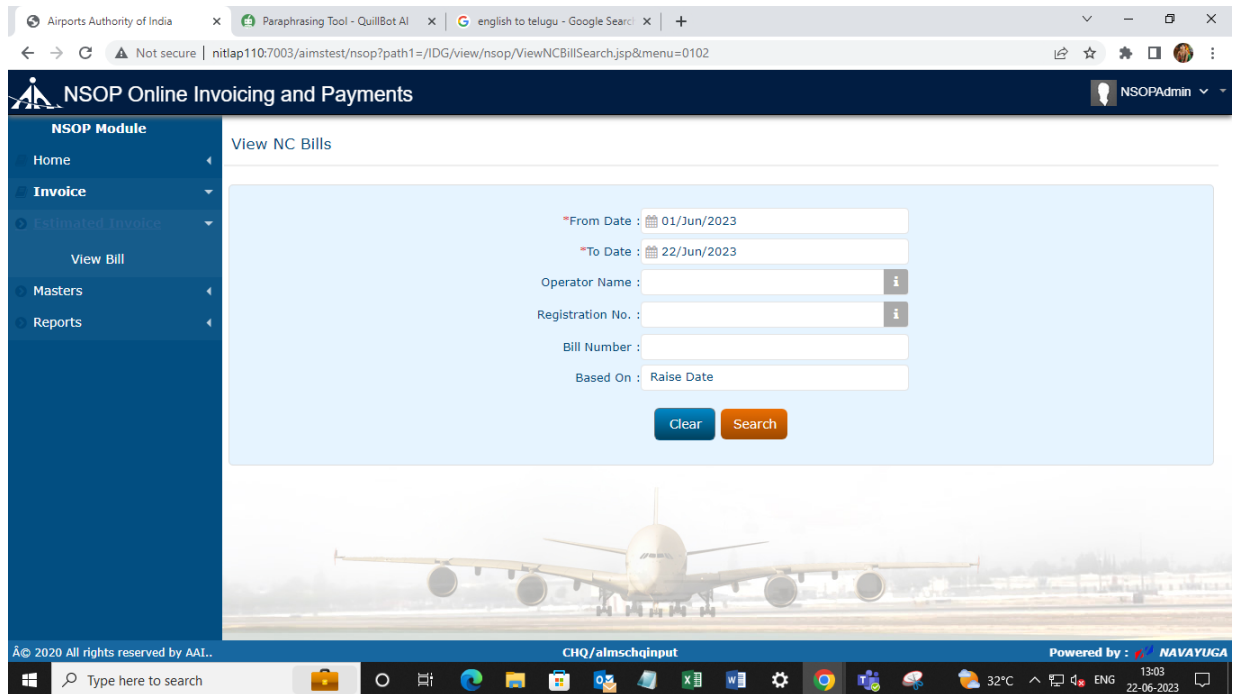 Airports Authority of India
Paraphrasing Tool - QuillBot AI
english to telugu - Google Search
Not secure | nitlap110:7003/aimstest/nsop?path1=/IDG/view/nsop/ViewNCBillSearch.jsp&menu=0102
NSOP Online Invoicing and Payments
NSOPAdmin
NSOP Module
Home
Invoice
Estimated Invoice
View Bill
Masters
Reports
View NC Bills
*From Date : 01/Jun/2023
*To Date : 22/Jun/2023
Operator Name :
Registration No. :
Bill Number :
Based On : Raise Date
Clear Search
© 2020 All rights reserved by AAI..
CHQ/almschqinput
Powered by : NAVAYUGA
Type here to search
32°C
ENG
13:03
22-06-2023